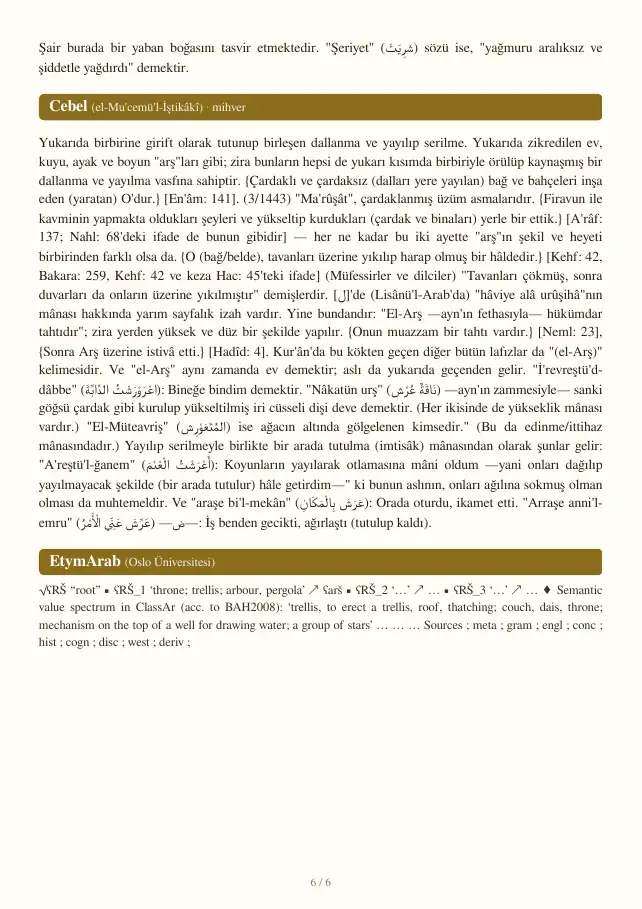 Şair burada bir yaban boğasını tasvir etmektedir. "Şeriyet" (شَرِيَتْ) sözü ise, "yağmuru aralıksız ve
şiddetle yağdırdı" demektir.
Cebel (el-Mu'cemü'l-İştikâkî) · mihver
Yukarıda birbirine girift olarak tutunup birleşen dallanma ve yayılıp serilme. Yukarıda zikredilen ev,
kuyu, ayak ve boyun "arş"ları gibi; zira bunların hepsi de yukarı kısımda birbiriyle örülüp kaynaşmış bir
dallanma ve yayılma vasfına sahiptir. {Çardaklı ve çardaksız (dalları yere yayılan) bağ ve bahçeleri inşa
eden (yaratan) O'dur.} [En'âm: 141]. (3/1443) "Ma'rûşât", çardaklanmış üzüm asmalarıdır. {Firavun ile
kavminin yapmakta oldukları şeyleri ve yükseltip kurdukları (çardak ve binaları) yerle bir ettik.} [A'râf:
137; Nahl: 68'deki ifade de bunun gibidir] — her ne kadar bu iki ayette "arş"ın şekil ve heyeti
birbirinden farklı olsa da. {O (bağ/belde), tavanları üzerine yıkılıp harap olmuş bir hâldedir.} [Kehf: 42,
Bakara: 259, Kehf: 42 ve keza Hac: 45'teki ifade] (Müfessirler ve dilciler) "Tavanları çökmüş, sonra
duvarları da onların üzerine yıkılmıştır" demişlerdir. [ل]'de (Lisânü'l-Arab'da) "hâviye alâ urûşihâ"nın
mânası hakkında yarım sayfalık izah vardır. Yine bundandır: "El-Arş —ayn'ın fethasıyla— hükümdar
tahtıdır"; zira yerden yüksek ve düz bir şekilde yapılır. {Onun muazzam bir tahtı vardır.} [Neml: 23],
{Sonra Arş üzerine istivâ etti.} [Hadîd: 4]. Kur'ân'da bu kökten geçen diğer bütün lafızlar da "(el-Arş)"
kelimesidir. Ve "el-Arş" aynı zamanda ev demektir; aslı da yukarıda geçenden gelir. "İ'revreştü'd-
dâbbe" (اعْرَوْرَشْتُ الدَّابَّةَ): Bineğe bindim demektir. "Nâkatün urş" (نَاقَةٌ عُرْش) —ayn'ın zammesiyle— sanki
göğsü çardak gibi kurulup yükseltilmiş iri cüsseli dişi deve demektir. (Her ikisinde de yükseklik mânası
vardır.) "El-Müteavriş" (المُتَعَوْرِش) ise ağacın altında gölgelenen kimsedir." (Bu da edinme/ittihaz
mânasındadır.) Yayılıp serilmeyle birlikte bir arada tutulma (imtisâk) mânasından olarak şunlar gelir:
"A'reştü'l-ğanem" (أَعْرَشْتُ الْغَنَمَ): Koyunların yayılarak otlamasına mâni oldum —yani onları dağılıp
yayılmayacak şekilde (bir arada tutulur) hâle getirdim—" ki bunun aslının, onları ağılına sokmuş olman
olması da muhtemeldir. Ve "araşe bi'l-mekân" (عَرَشَ بِالْمَكَانِ): Orada oturdu, ikamet etti. "Arraşe anni'l-
emru" (عَرَّشَ عَنِّي الْأَمْرُ) —ض—: İş benden gecikti, ağırlaştı (tutulup kaldı).
EtymArab (Oslo Üniversitesi)
√ʕRŠ “root” ▪ ʕRŠ_1 ‘throne; trellis; arbour, pergola’ ↗ ʕarš ▪ ʕRŠ_2 ‘…’ ↗ … ▪ ʕRŠ_3 ‘…’ ↗ … ♦ Semantic
value spectrum in ClassAr (acc. to BAH2008): ‘trellis, to erect a trellis, roof, thatching; couch, dais, throne;
mechanism on the top of a well for drawing water; a group of stars’ … … … Sources ; meta ; gram ; engl ; conc ;
hist ; cogn ; disc ; west ; deriv ;
6 / 6